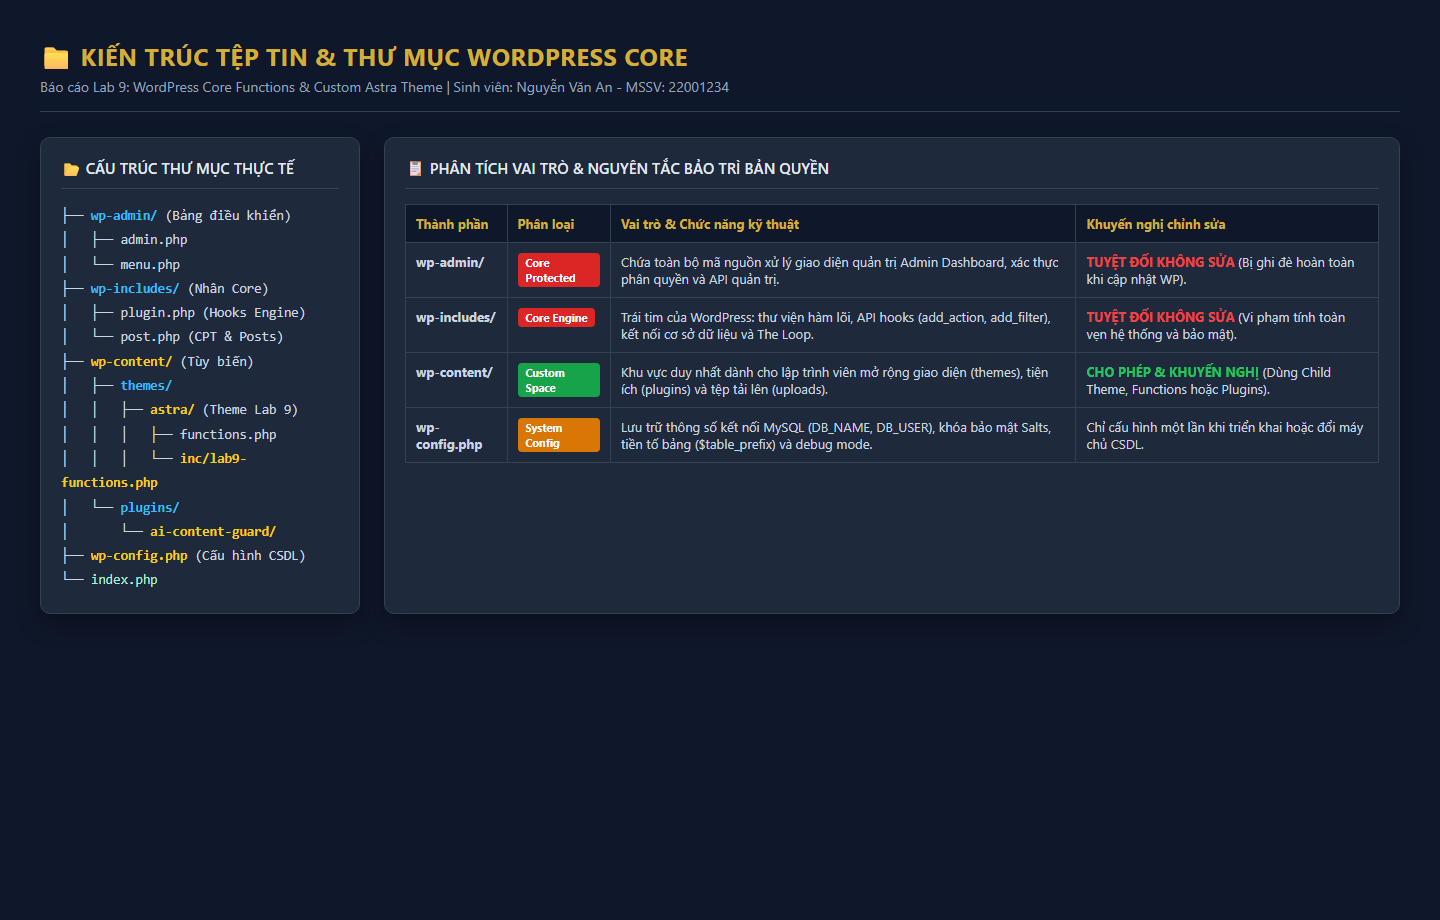 📁 KIẾN TRÚC TỆP TIN & THƯ MỤC WORDPRESS CORE
Báo cáo Lab 9: WordPress Core Functions & Custom Astra Theme | Sinh viên: Nguyễn Văn An - MSSV: 22001234
📂 CẤU TRÚC THƯ MỤC THỰC TẾ
├── wp-admin/ (Bảng điều khiển)
│   ├── admin.php
│   └── menu.php
├── wp-includes/ (Nhân Core)
│   ├── plugin.php (Hooks Engine)
│   └── post.php (CPT & Posts)
├── wp-content/ (Tùy biến)
│   ├── themes/
│   │   ├── astra/ (Theme Lab 9)
│   │   │   ├── functions.php
│   │   │   └── inc/lab9-
functions.php
│   └── plugins/
│       └── ai-content-guard/
├── wp-config.php (Cấu hình CSDL)
└── index.php
📋 PHÂN TÍCH VAI TRÒ & NGUYÊN TẮC BẢO TRÌ BẢN QUYỀN
Thành phần Phân loại Vai trò & Chức năng kỹ thuật Khuyến nghị chỉnh sửa
wp-admin/
Core
Protected
Chứa toàn bộ mã nguồn xử lý giao diện quản trị Admin Dashboard, xác thực
phân quyền và API quản trị.
TUYỆT ĐỐI KHÔNG SỬA (Bị ghi đè hoàn toàn
khi cập nhật WP).
wp-includes/
Core Engine
Trái tim của WordPress: thư viện hàm lõi, API hooks (add_action, add_filter),
kết nối cơ sở dữ liệu và The Loop.
TUYỆT ĐỐI KHÔNG SỬA (Vi phạm tính toàn
vẹn hệ thống và bảo mật).
wp-content/
Custom
Space
Khu vực duy nhất dành cho lập trình viên mở rộng giao diện (themes), tiện
ích (plugins) và tệp tải lên (uploads).
CHO PHÉP & KHUYẾN NGHỊ (Dùng Child
Theme, Functions hoặc Plugins).
wp-
config.php
System
Config
Lưu trữ thông số kết nối MySQL (DB_NAME, DB_USER), khóa bảo mật Salts,
tiền tố bảng ($table_prefix) và debug mode.
Chỉ cấu hình một lần khi triển khai hoặc đổi máy
chủ CSDL.